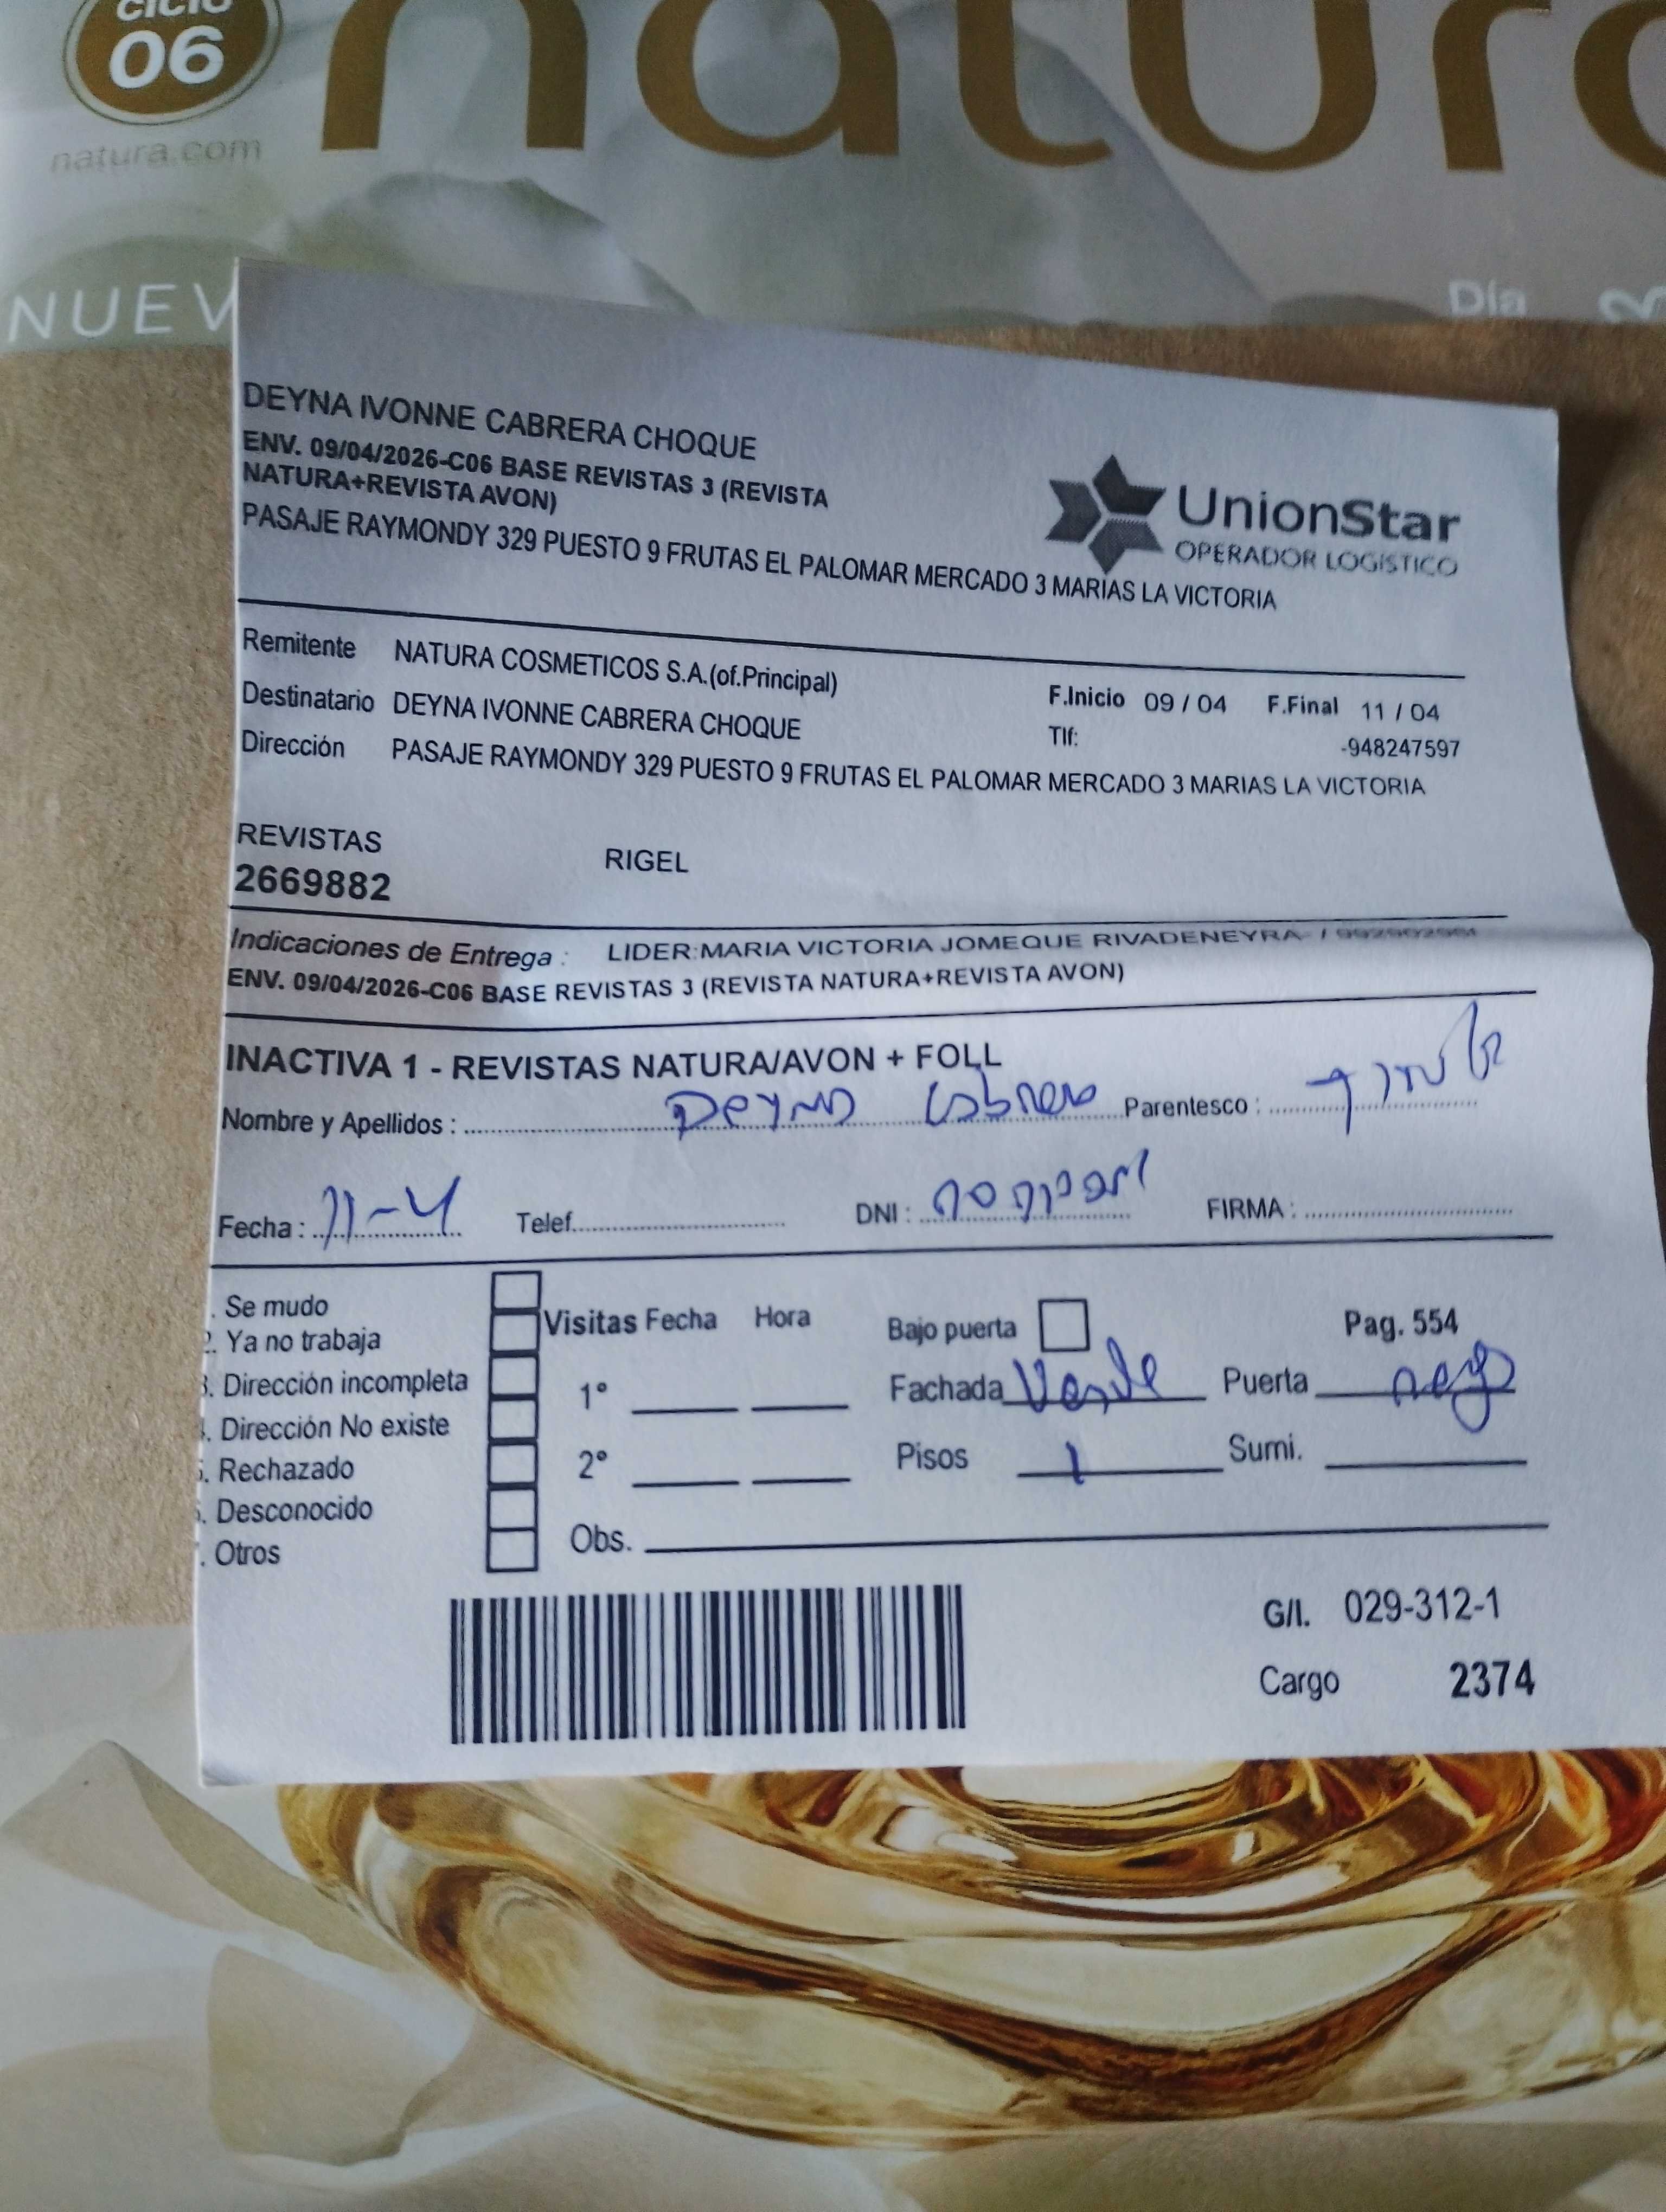 CICLO
06
natura
natura.com
NUEV
Día
DEYNA IVONNE CABRERA CHOQUE
ENV. 09/04/2026-C06 BASE REVISTAS 3 (REVISTA
NATURA+REVISTA AVON)
PASAJE RAYMONDY 329 PUESTO 9 FRUTAS EL PALOMAR MERCADO 3 MARIAS LA VICTORIA
UnionStar
OPERADOR LOGÍSTICO
Remitente NATURA COSMETICOS S.A.(of.Principal)
F.Inicio 09 / 04 F.Final 11 / 04
Destinatario DEYNA IVONNE CABRERA CHOQUE
Tlf: -948247597
Dirección PASAJE RAYMONDY 329 PUESTO 9 FRUTAS EL PALOMAR MERCADO 3 MARIAS LA VICTORIA
REVISTAS RIGEL
2669882
Indicaciones de Entrega : LIDER:MARIA VICTORIA JOMEQUE RIVADENEYRA /
ENV. 09/04/2026-C06 BASE REVISTAS 3 (REVISTA NATURA+REVISTA AVON)
INACTIVA 1 - REVISTAS NATURA/AVON + FOLL
Nombre y Apellidos : Deyna Cabrera Parentesco :
Fecha : 11-4 Telef. DNI : FIRMA :
. Se mudo
2. Ya no trabaja
3. Dirección incompleta
4. Dirección No existe
5. Rechazado
6. Desconocido
7. Otros
Visitas Fecha Hora
1°
2°
Obs.
Bajo puerta Pag. 554
Fachada Verde Puerta
Pisos 1 Sumi.
G/I. 029-312-1
Cargo 2374